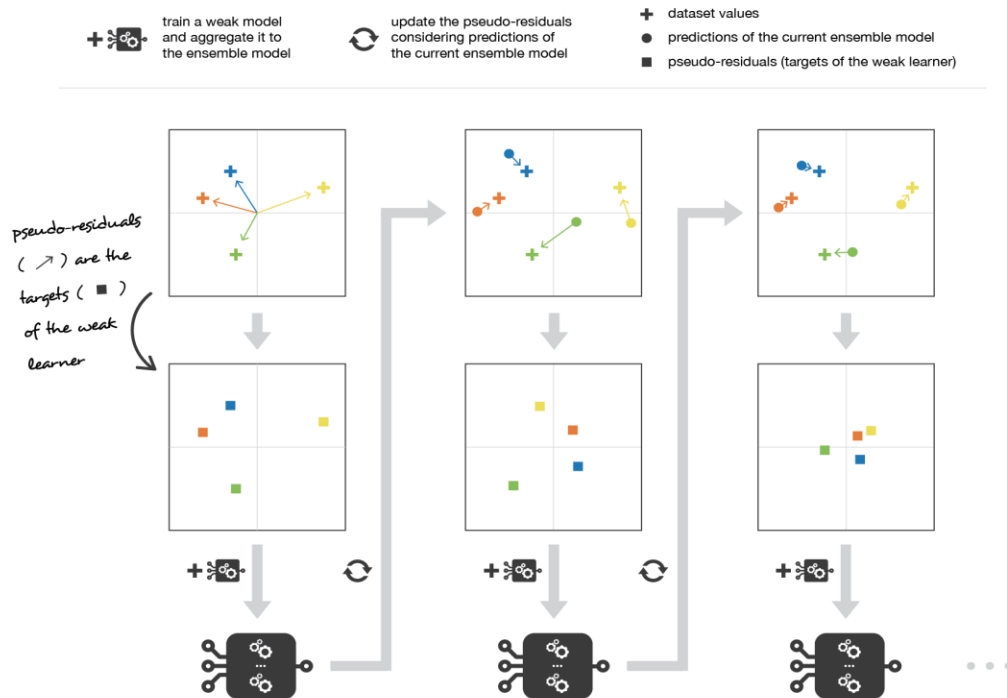 train a weak model
and aggregate it to
the ensemble model
update the pseudo-residuals
considering predictions of
the current ensemble model
dataset values
predictions of the current ensemble model
pseudo-residuals (targets of the weak learner)
pseudo-residuals
( ↗ ) are the
targets ( ■ )
of the weak
learner